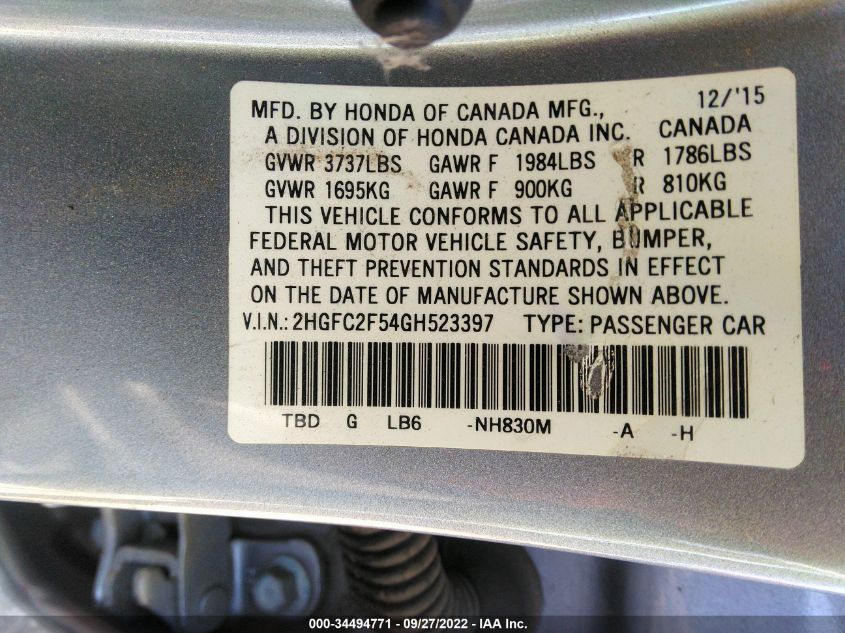 12/'15
MFD. BY HONDA OF CANADA MFG.,
A DIVISION OF HONDA CANADA INC. CANADA
GVWR 3737LBS GAWR F 1984LBS R 1786LBS
GVWR 1695KG GAWR F 900KG R 810KG
THIS VEHICLE CONFORMS TO ALL APPLICABLE
FEDERAL MOTOR VEHICLE SAFETY, BUMPER,
AND THEFT PREVENTION STANDARDS IN EFFECT
ON THE DATE OF MANUFACTURE SHOWN ABOVE.
V.I.N.: 2HGFC2F54GH523397 TYPE: PASSENGER CAR
TBD G LB6 -NH830M -A -H
000-34494771 - 09/27/2022 - IAA Inc.